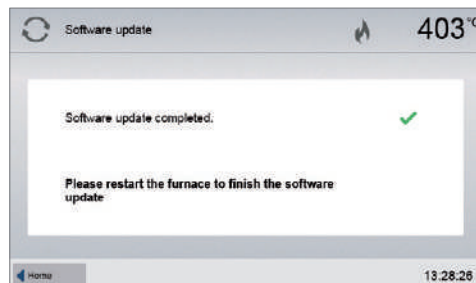 Software update
403°C
Software update completed.
Please restart the furnace to finish the software
update
Home
13:28:26